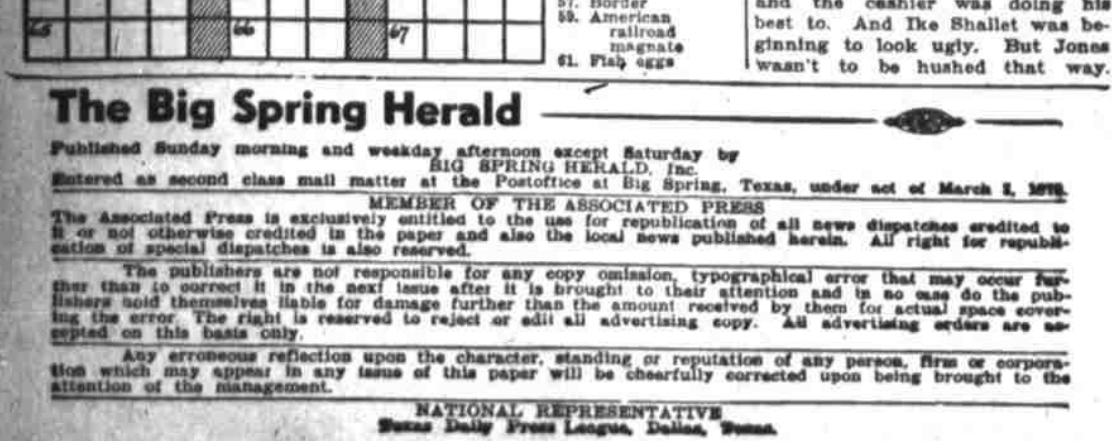 65 66 67
57. Border
59. American
railroad
magnate
61. Fish eggs
and the cashier was doing his
best to. And Ike Shallet was be-
ginning to look ugly. But Jones
wasn't to be hushed that way.
The Big Spring Herald
Published Sunday morning and weekday afternoon except Saturday by
BIG SPRING HERALD, Inc.
Entered as second class mail matter at the Postoffice at Big Spring, Texas, under act of March
MEMBER OF THE ASSOCIATED PRESS
The Associated Press is exclusively entitled to the use for republication of all news dispatches credited to
it or not otherwise credited in the paper and also the local news published herein. All right for republi-
cation of special dispatches is also reserved.
The publishers are not responsible for any copy omission, typographical error that may occur fur-
ther than to correct it in the next issue after it is brought to their attention and in no case do the pub-
lishers hold themselves liable for damage further than the amount received by them for actual space cover-
ing the error. The right is reserved to reject or edit all advertising copy. All advertising orders are ac-
cepted on this basis only.
Any erroneous reflection upon the character, standing or reputation of any person, firm or corpora-
tion which may appear in any issue of this paper will be cheerfully corrected upon being brought to the
attention of the management.
NATIONAL REPRESENTATIVE
Texas Daily Press League, Dallas, Texas.